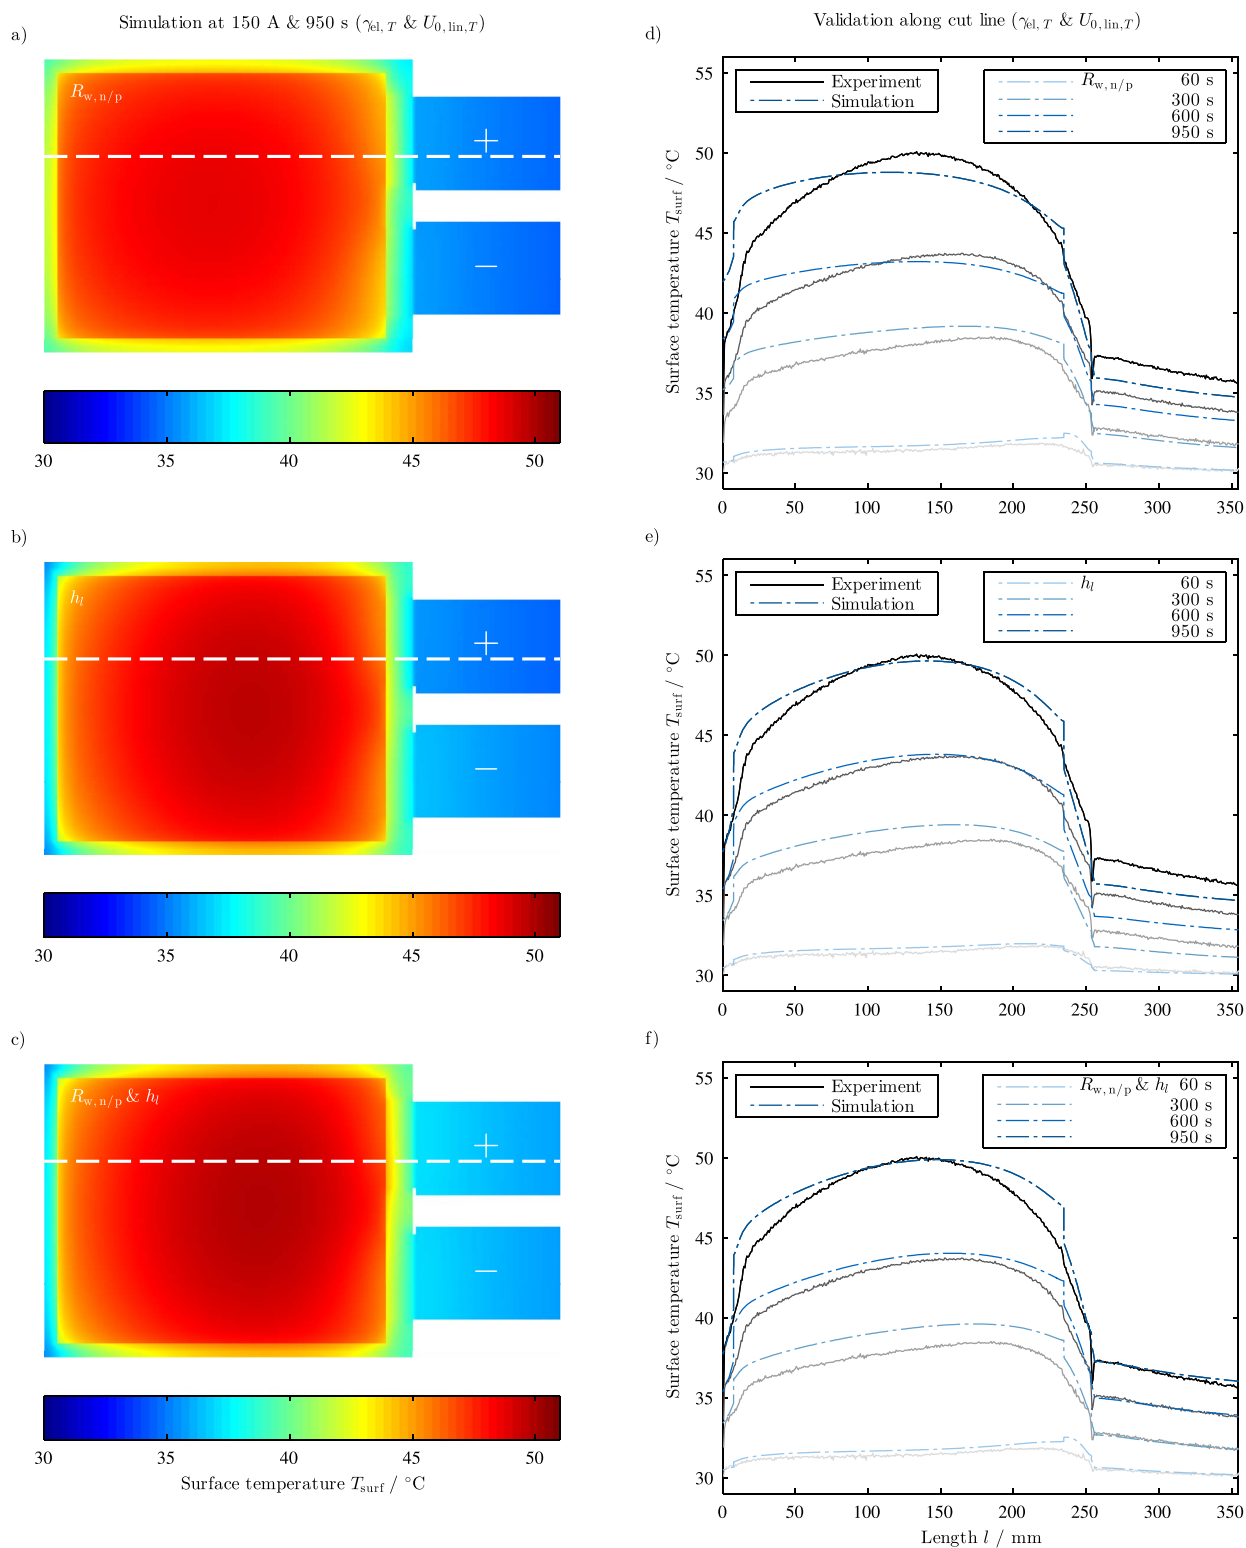 Simulation at 150 A & 950 s (γel, T & U0, lin,T)
a)
Rw, n/p
+
−
30 35 40 45 50
b)
hl
+
−
30 35 40 45 50
c)
Rw, n/p & hl
+
−
30 35 40 45 50
Surface temperature Tsurf / °C
Validation along cut line (γel, T & U0, lin,T)
d)
Experiment
Simulation
Rw, n/p 60 s
300 s
600 s
950 s
Surface temperature Tsurf / °C
55
50
45
40
35
30
0 50 100 150 200 250 300 350
e)
Experiment
Simulation
hl 60 s
300 s
600 s
950 s
Surface temperature Tsurf / °C
55
50
45
40
35
30
0 50 100 150 200 250 300 350
f)
Experiment
Simulation
Rw, n/p & hl 60 s
300 s
600 s
950 s
Surface temperature Tsurf / °C
55
50
45
40
35
30
0 50 100 150 200 250 300 350
Length l / mm